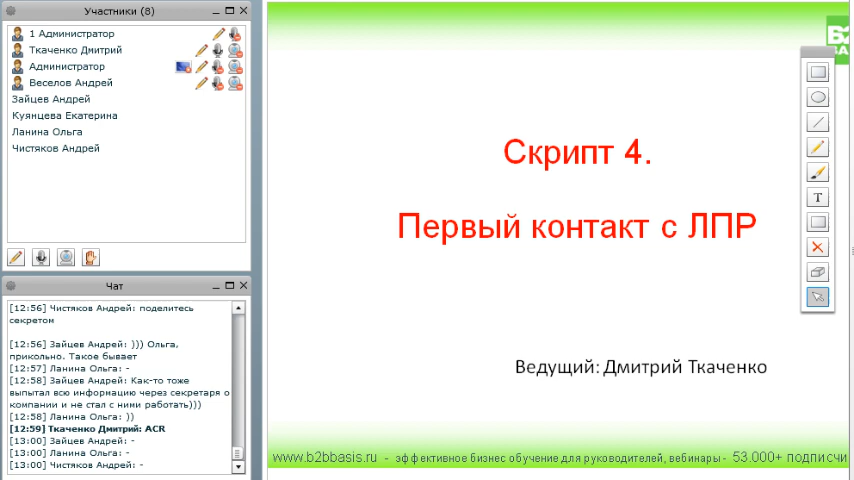 Участники (8)
1 Администратор
Ткаченко Дмитрий
Администратор
Веселов Андрей
Зайцев Андрей
Куянцева Екатерина
Ланина Ольга
Чистяков Андрей
Чат
[12:56] Чистяков Андрей: поделитесь
секретом
[12:56] Зайцев Андрей: ))) Ольга,
прикольно. Такое бывает
[12:57] Ланина Ольга: -
[12:58] Зайцев Андрей: Как-то тоже
выпытал всю информацию через секретаря о
компании и не стал с ними работать)))
[12:58] Ланина Ольга: ))
[12:59] Ткаченко Дмитрий: ACR
[13:00] Зайцев Андрей: -
[13:00] Ланина Ольга: -
[13:00] Чистяков Андрей: -
Скрипт 4.
Первый контакт с ЛПР
Ведущий: Дмитрий Ткаченко
www.b2bbasis.ru - эффективное бизнес обучение для руководителей, вебинары - 53.000+ подписчи
T